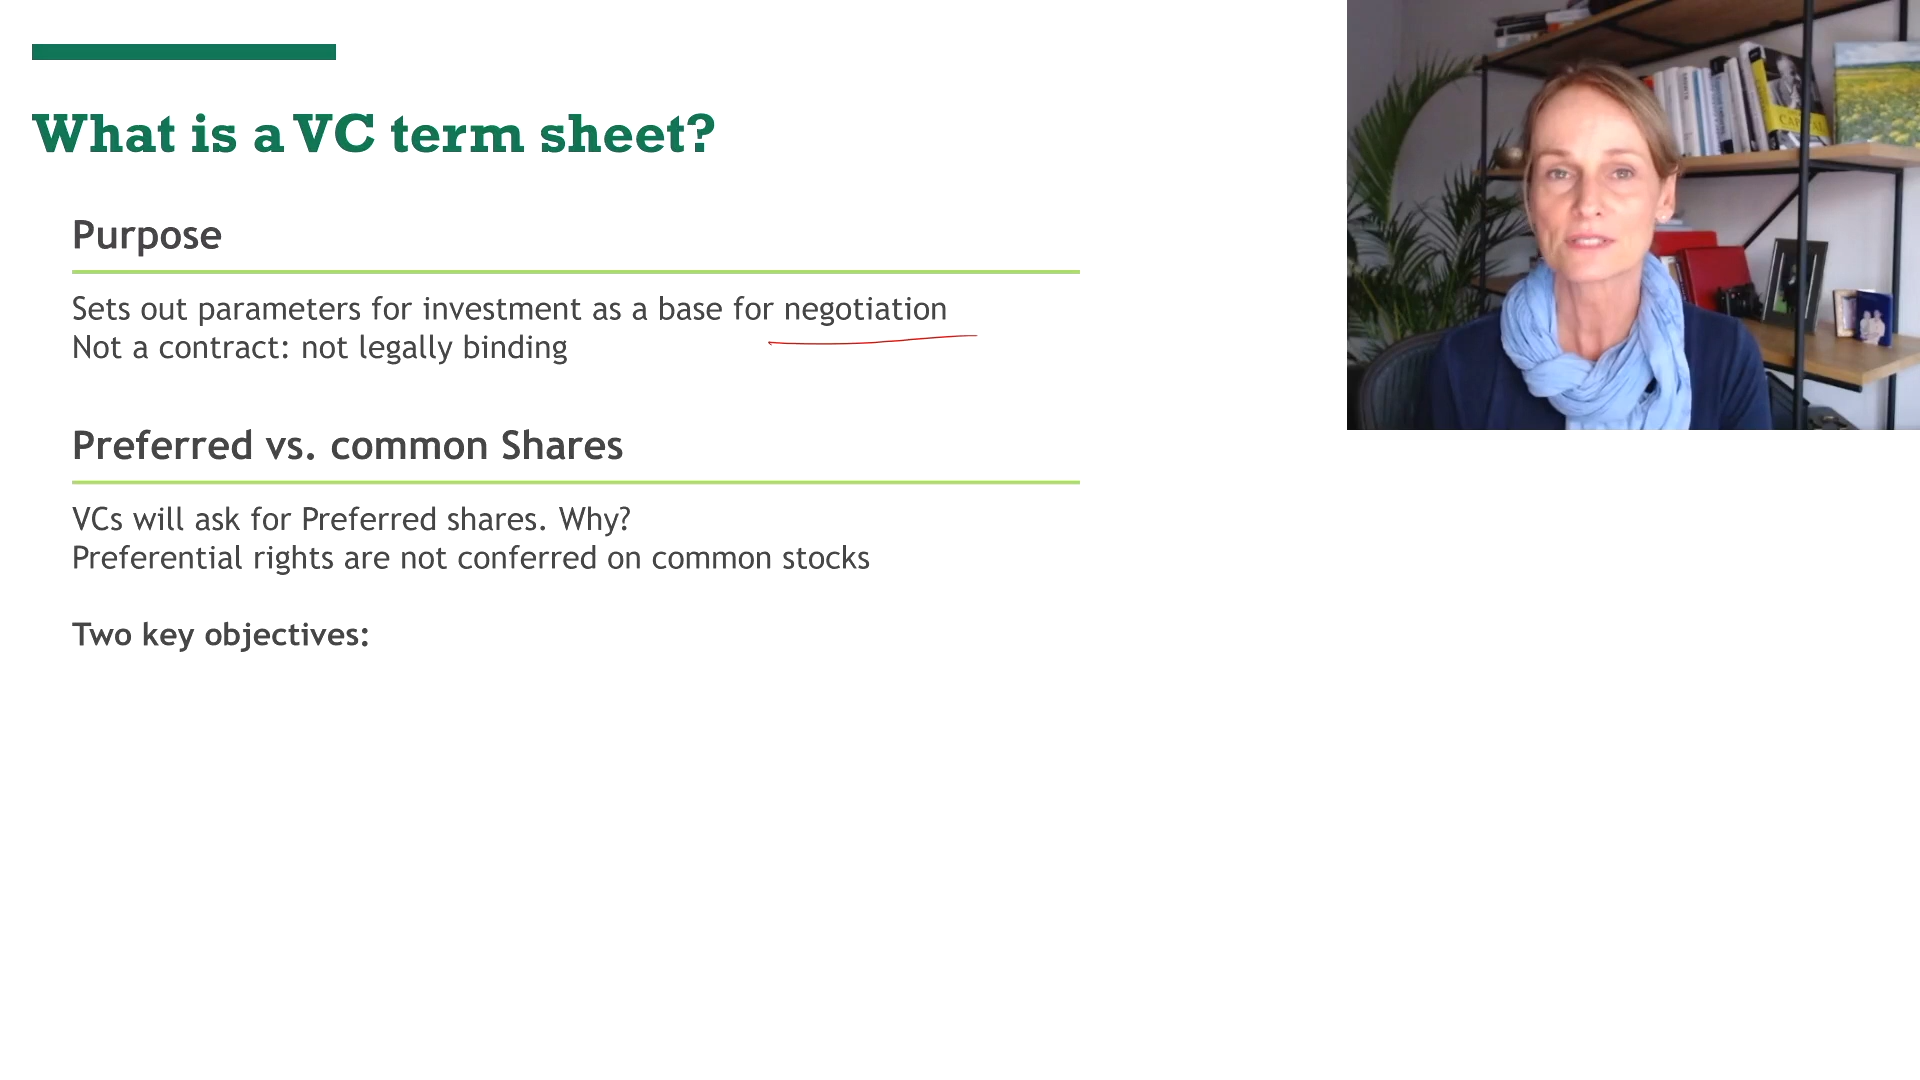 What is a VC term sheet?
Purpose
Sets out parameters for investment as a base for negotiation
Not a contract: not legally binding
Preferred vs. common Shares
VCs will ask for Preferred shares. Why?
Preferential rights are not conferred on common stocks
Two key objectives: